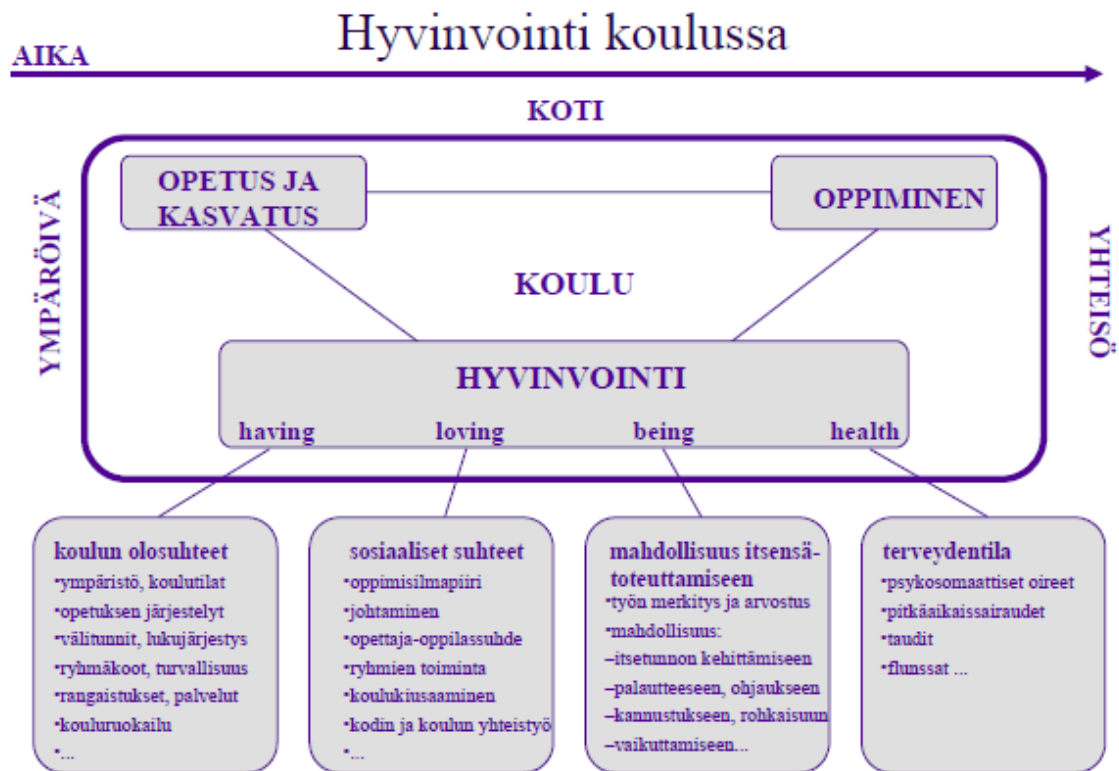 Hyvinvointi koulussa
AIKA
KOTI
YMPÄRÖIVÄ
YHTEISÖ
OPETUS JA
KASVATUS
OPPIMINEN
KOULU
HYVINVOINTI
having loving being health
koulun olosuhteet
•ympäristö, koulutilat
•opetuksen järjestelyt
•välitunnit, lukujärjestys
•ryhmäkoot, turvallisuus
•rangaistukset, palvelut
•kouluruokailu
•...
sosiaaliset suhteet
•oppimisilmapiiri
•johtaminen
•opettaja-oppilassuhde
•ryhmien toiminta
•koulukiusaaminen
•kodin ja koulun yhteistyö
•...
mahdollisuus itsensä-
toteuttamiseen
•työn merkitys ja arvostus
•mahdollisuus:
–itsetunnon kehittämiseen
–palautteeseen, ohjaukseen
–kannustukseen, rohkaisuun
–vaikuttamiseen...
terveydentila
•psykosomaattiset oireet
•pitkäaikaissairaudet
•taudit
•flunssat ...